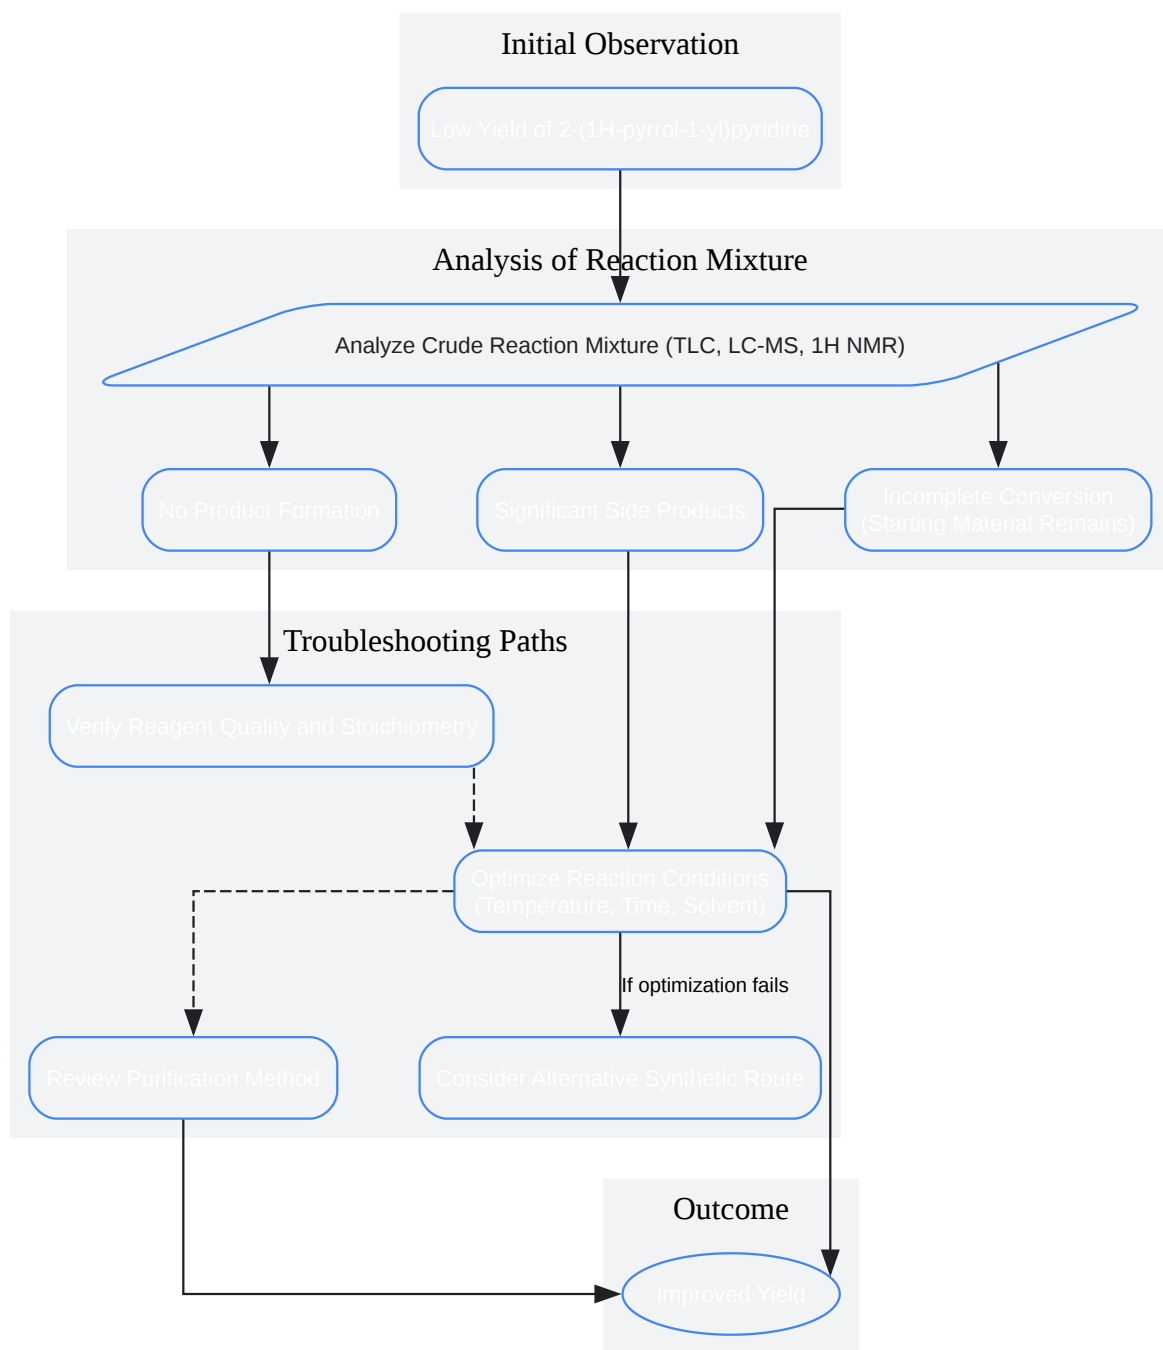 Initial Observation
Low Yield of 2-(1H-pyrrol-1-yl)pyridine
Analysis of Reaction Mixture
Analyze Crude Reaction Mixture (TLC, LC-MS, 1H NMR)
No Product Formation
Significant Side Products
Incomplete Conversion
(Starting Material Remains)
Troubleshooting Paths
Verify Reagent Quality and Stoichiometry
Optimize Reaction Conditions
(Temperature, Time, Solvent)
If optimization fails
Review Purification Method
Consider Alternative Synthetic Route
Outcome
Improved Yield